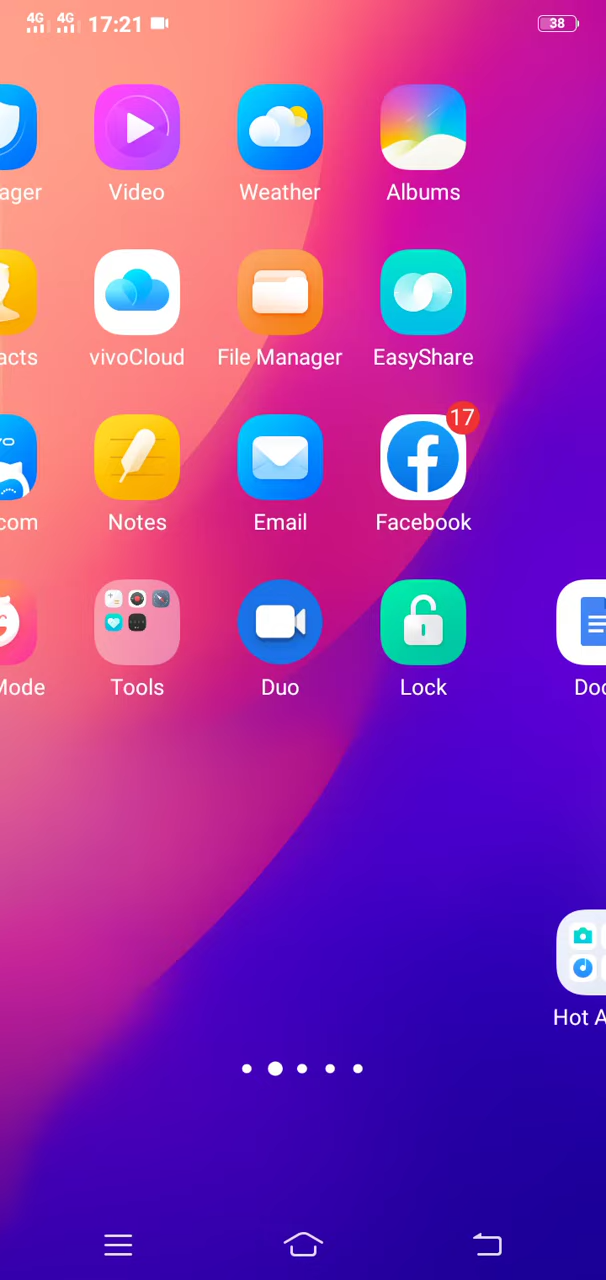 4G 4G 17:21 38
ager Video Weather Albums
acts vivoCloud File Manager EasyShare
17
com Notes Email Facebook
Mode Tools Duo Lock Doc
Hot A